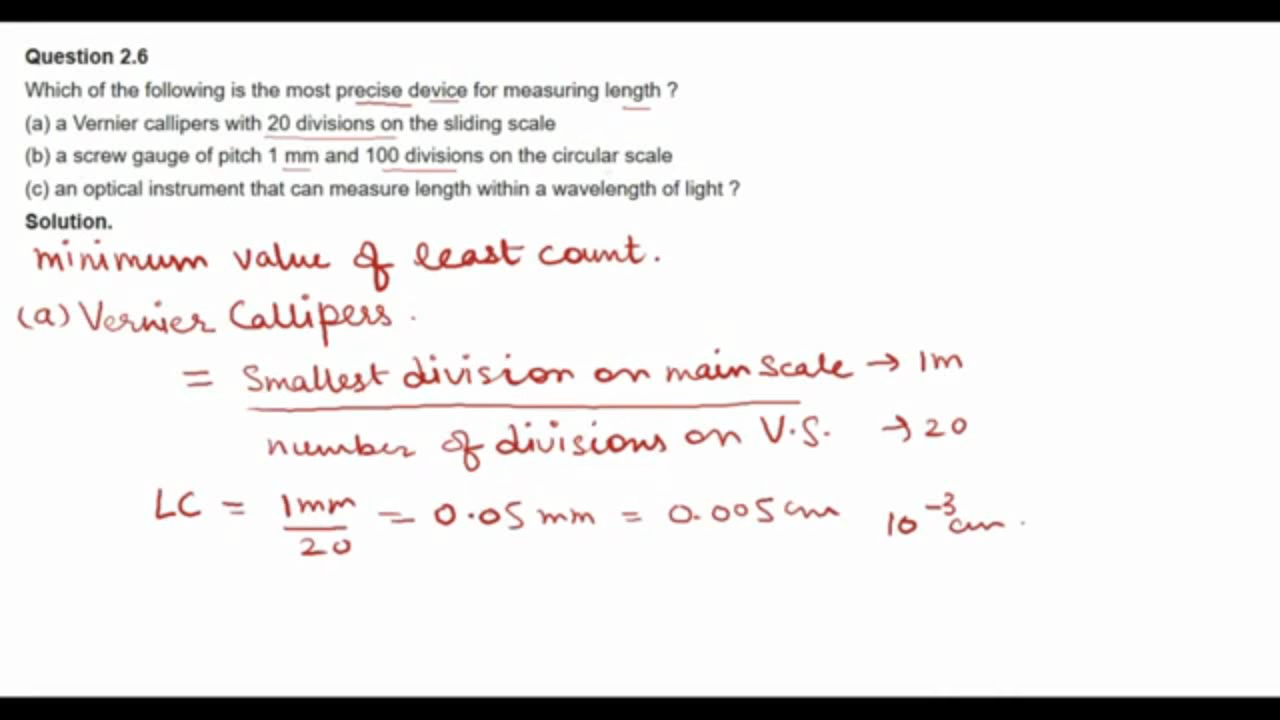 Question 2.6
Which of the following is the most precise device for measuring length ?
(a) a Vernier callipers with 20 divisions on the sliding scale
(b) a screw gauge of pitch 1 mm and 100 divisions on the circular scale
(c) an optical instrument that can measure length within a wavelength of light ?
Solution.
minimum value of least count.
(a) Vernier Callipers.
= Smallest division on main scale → 1m
number of divisions on V.S. → 20
LC = 1mm/20 = 0.05 mm = 0.005 cm 10⁻³ cm.